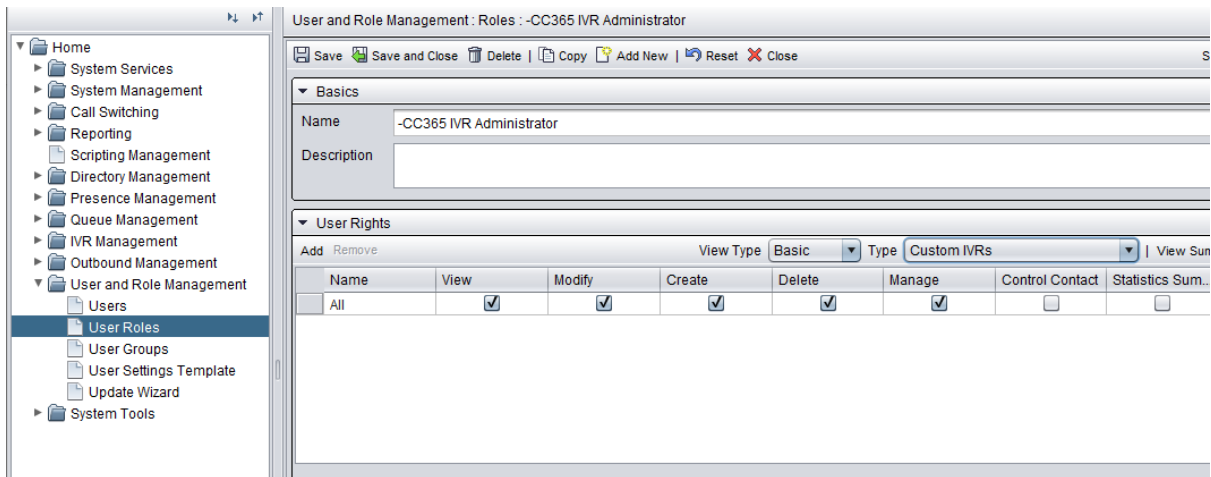 User and Role Management : Roles : -CC365 IVR Administrator
Home
System Services
System Management
Call Switching
Reporting
Scripting Management
Directory Management
Presence Management
Queue Management
IVR Management
Outbound Management
User and Role Management
Users
User Roles
User Groups
User Settings Template
Update Wizard
System Tools
Save Save and Close Delete | Copy Add New | Reset Close S
Basics
Name -CC365 IVR Administrator
Description
User Rights
Add Remove View Type Basic Type Custom IVRs | View Sum
Name View Modify Create Delete Manage Control Contact Statistics Sum...
All